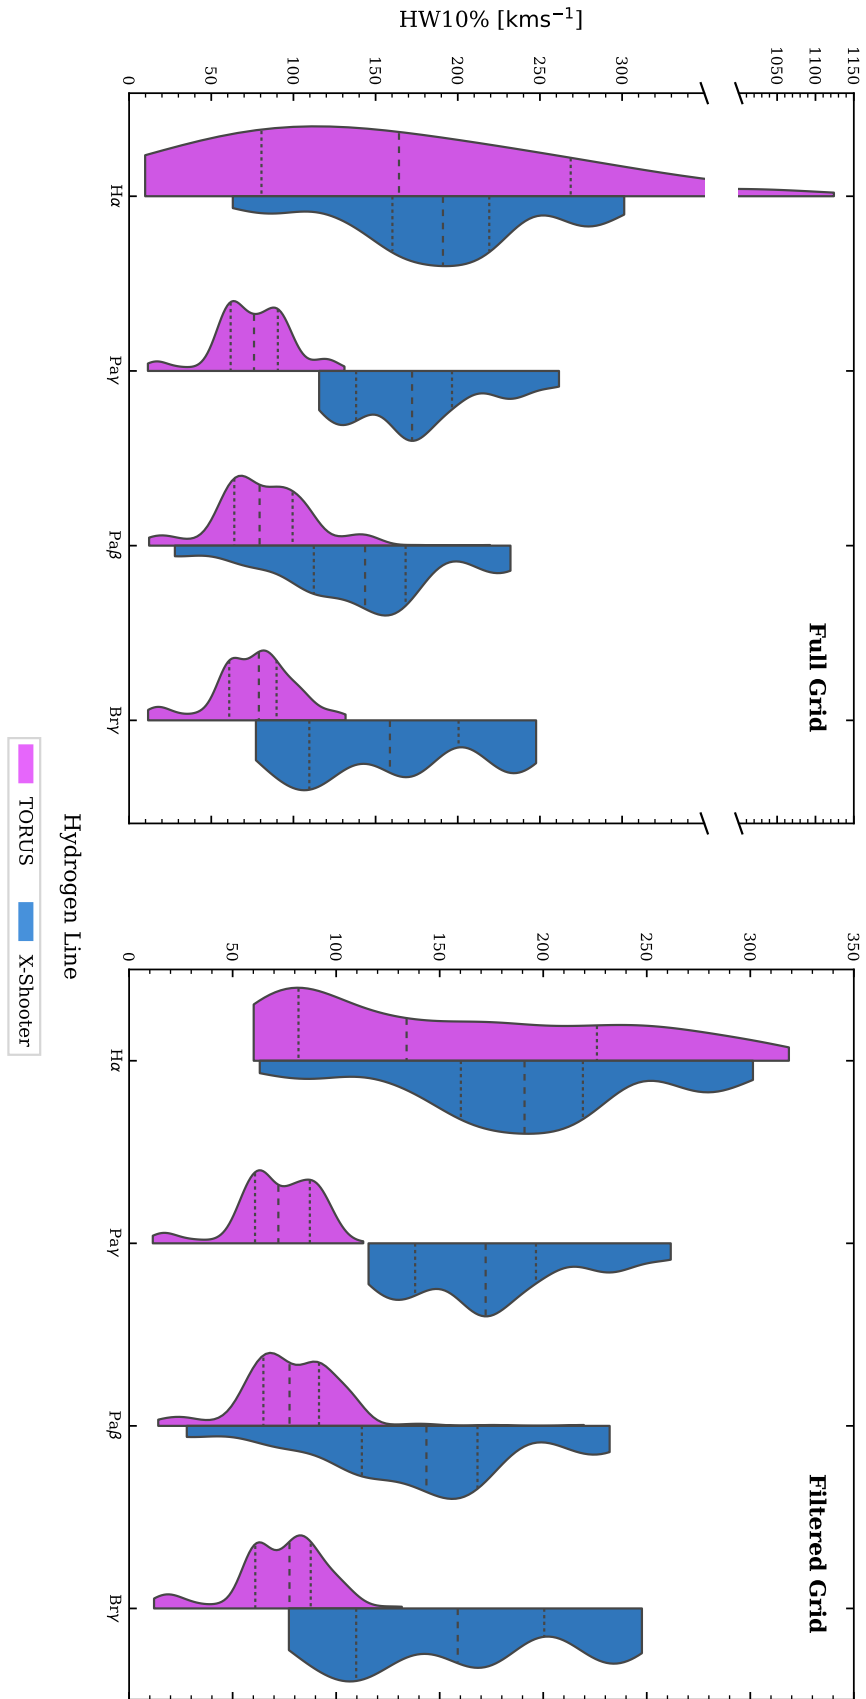 HW10% [kms⁻¹]
0
50
100
150
200
250
300
1050
1100
1150
Hα
Paγ
Paβ
Brγ
Full Grid
0
50
100
150
200
250
300
350
Hα
Paγ
Paβ
Brγ
Filtered Grid
Hydrogen Line
TORUS X-Shooter